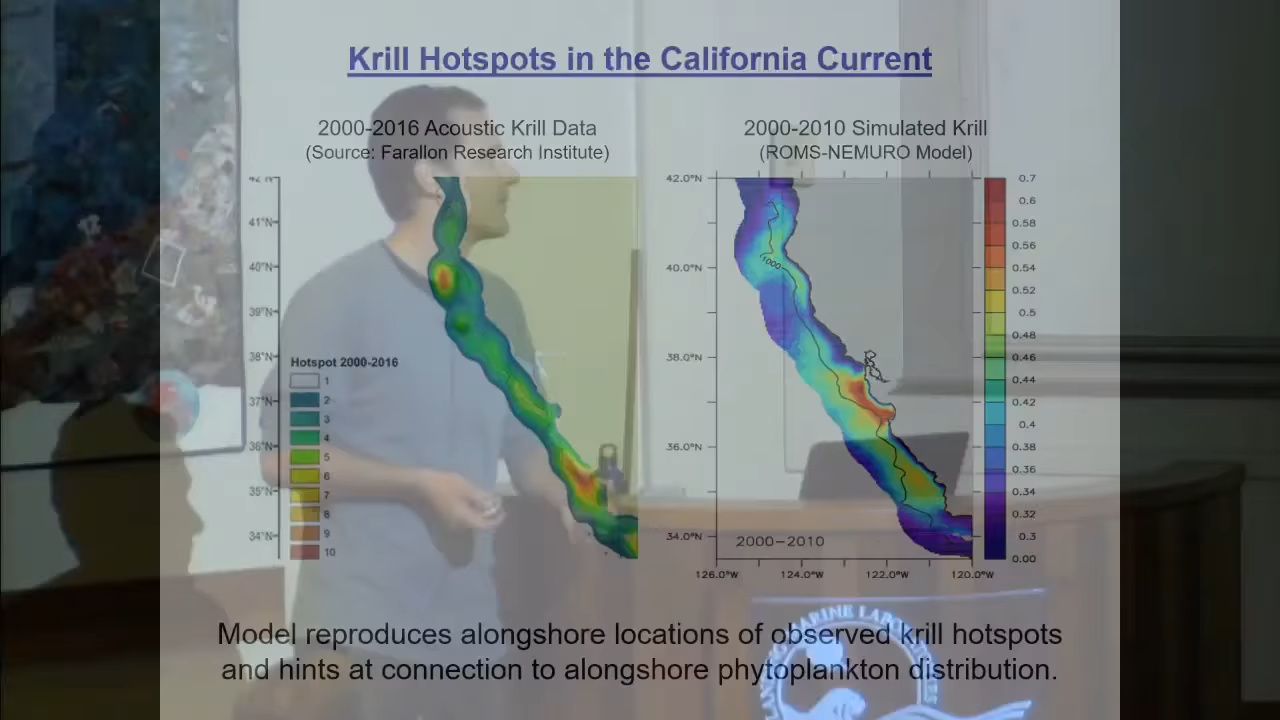 Krill Hotspots in the California Current
2000-2016 Acoustic Krill Data
(Source: Farallon Research Institute)
2000-2010 Simulated Krill
(ROMS-NEMURO Model)
42°N
41°N
40°N
39°N
38°N
37°N
36°N
35°N
34°N
Hotspot 2000-2016
1
2
3
4
5
6
7
8
9
10
42.0°N
40.0°N
38.0°N
36.0°N
34.0°N
1000
2000-2010
126.0°W
124.0°W
122.0°W
120.0°W
0.7
0.6
0.58
0.56
0.54
0.52
0.5
0.48
0.46
0.44
0.42
0.4
0.38
0.36
0.34
0.32
0.3
0.00
Model reproduces alongshore locations of observed krill hotspots
and hints at connection to alongshore phytoplankton distribution.